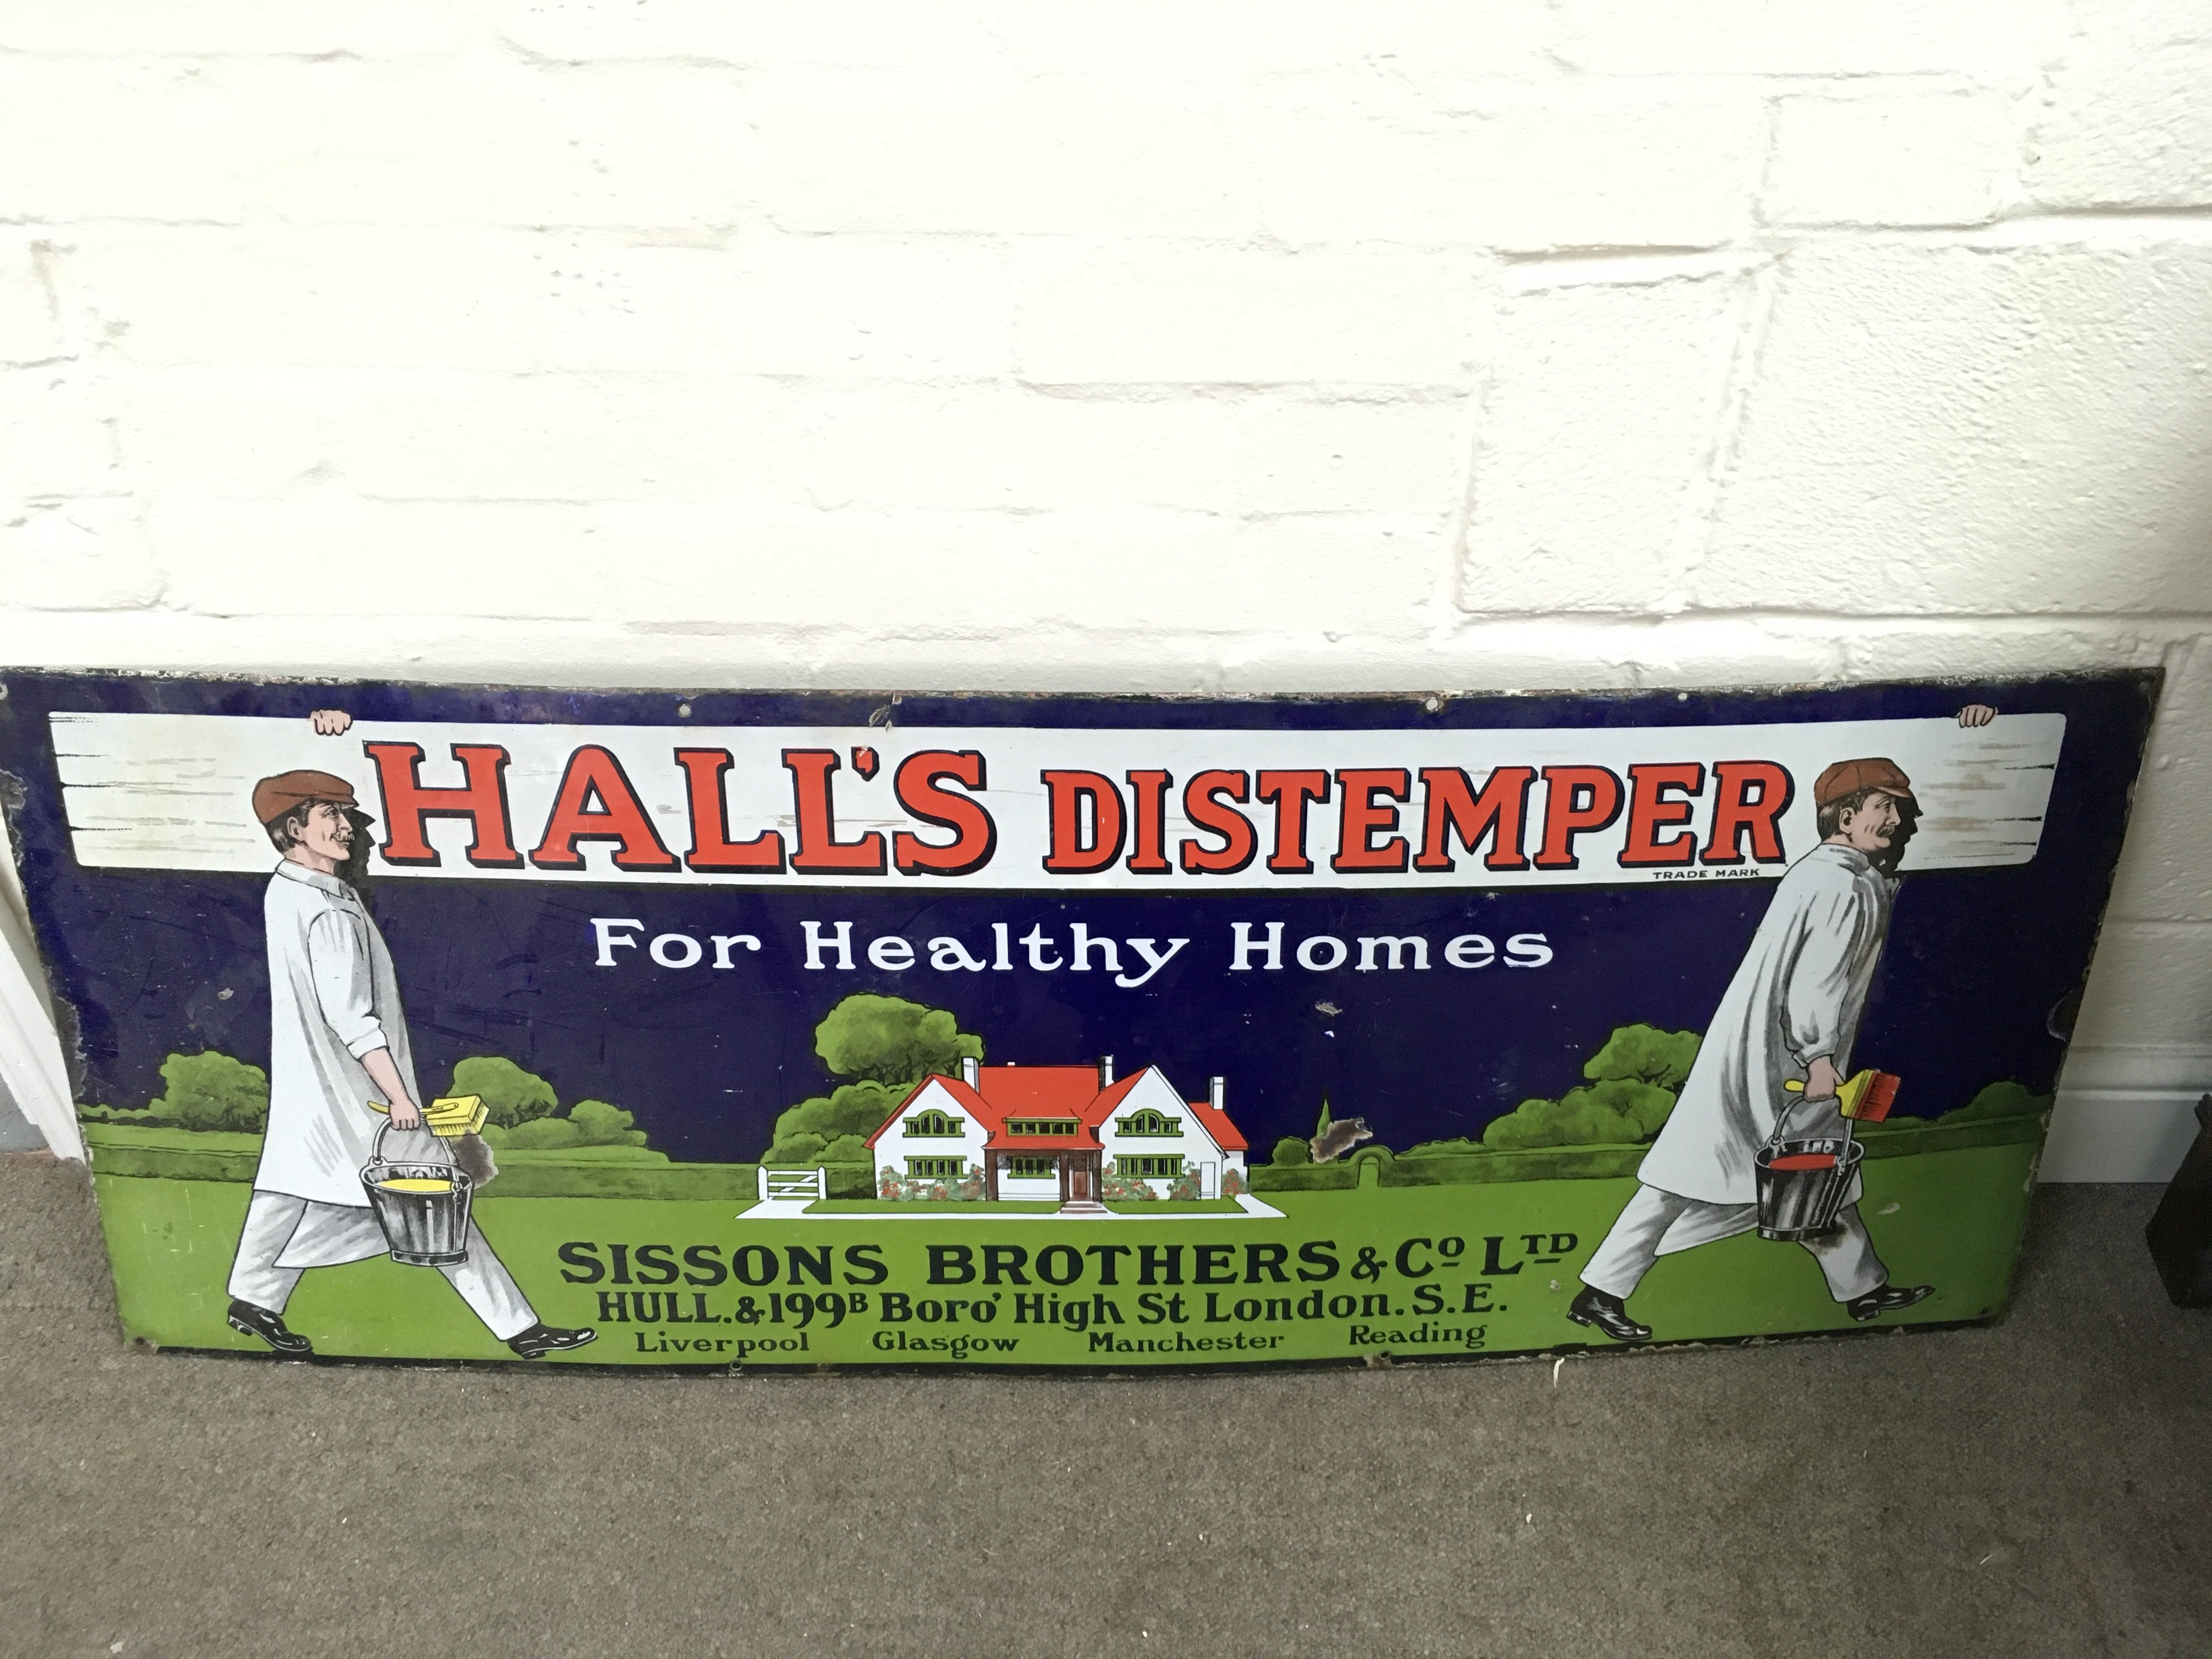 HALL'S DISTEMPER
TRADE MARK
For Healthy Homes
SISSONS BROTHERS & Cº LTD
HULL. & 199B Boro' High St London. S.E.
Liverpool Glasgow Manchester Reading